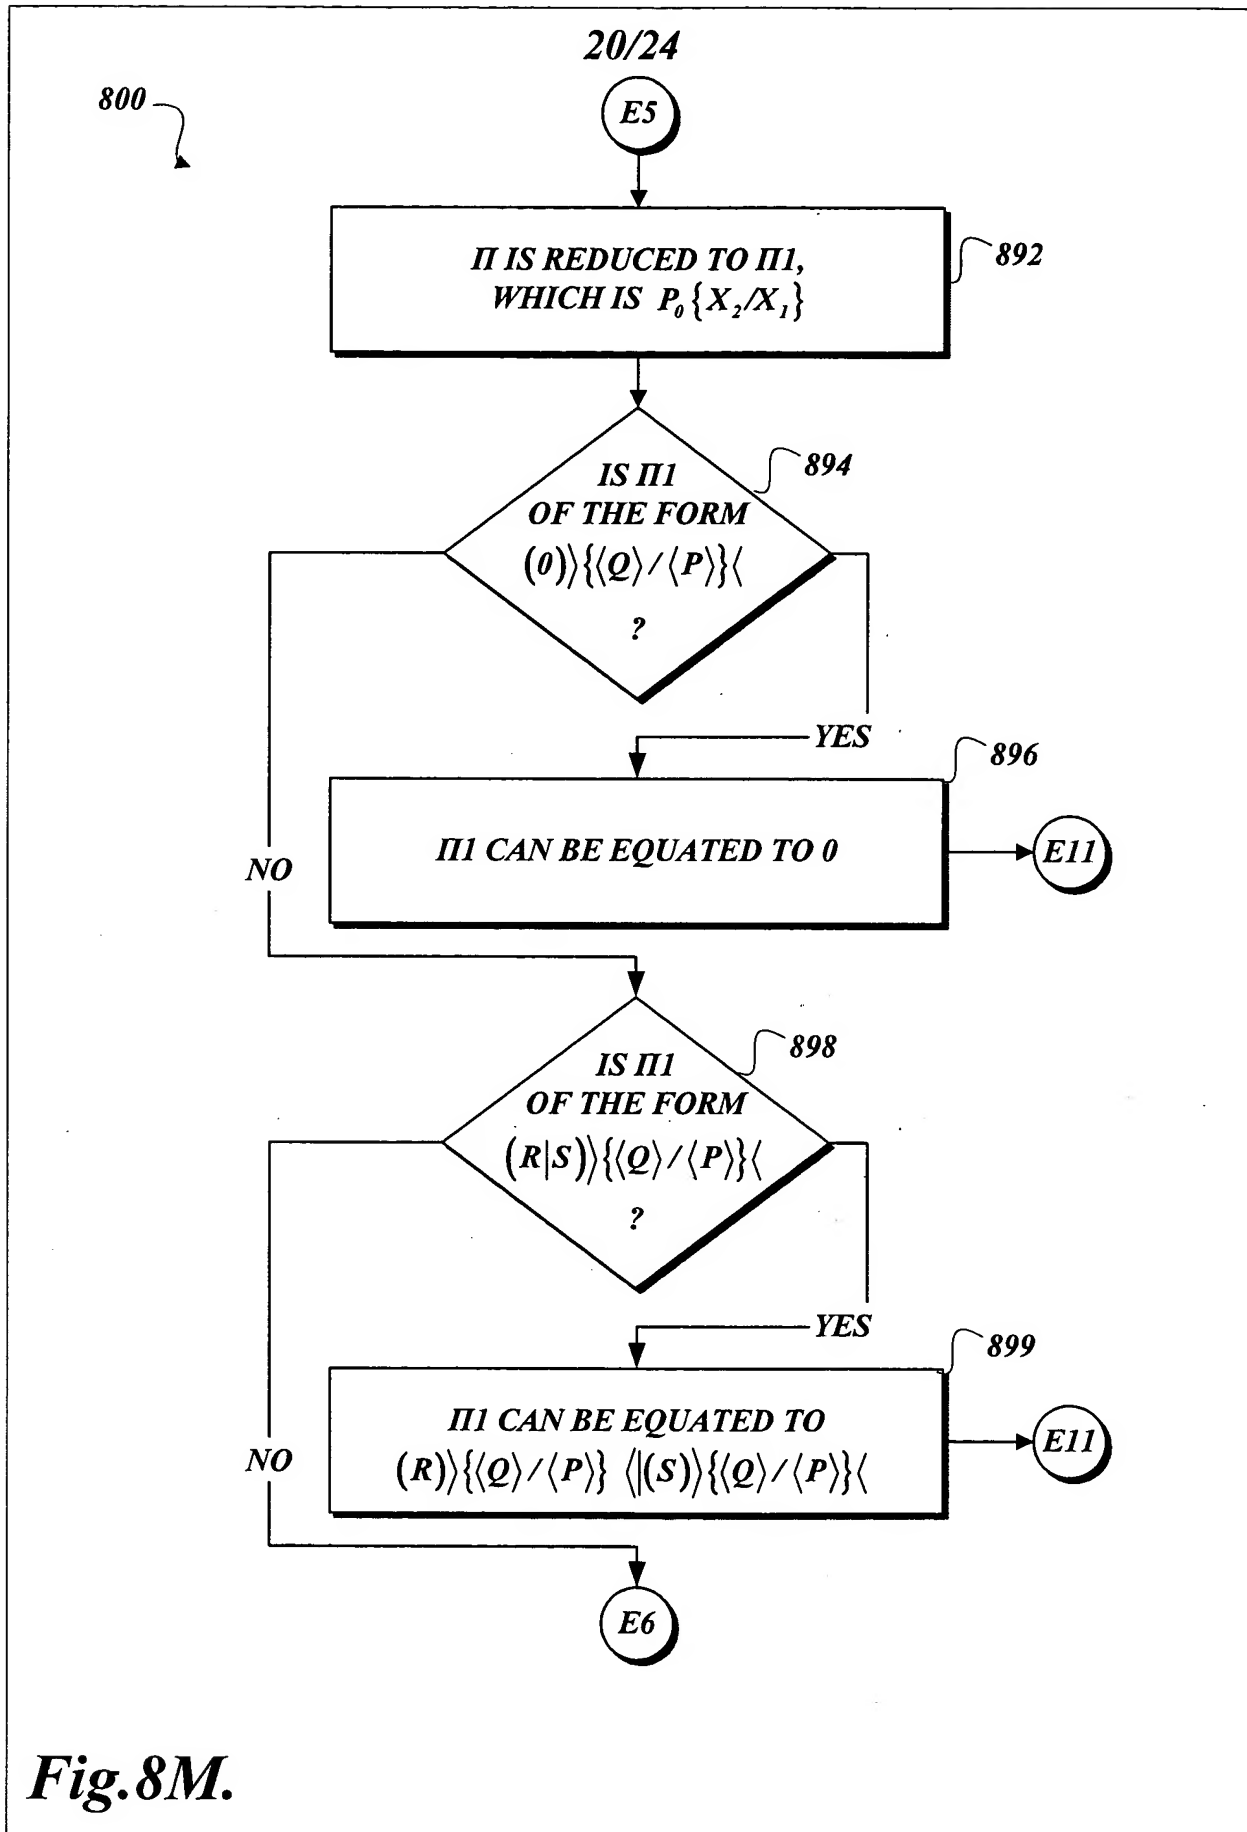 20/24
800
E5
Π IS REDUCED TO Π1,
WHICH IS P₀{X₂/X₁}
892
IS Π1
OF THE FORM
(0)⟩{⟨Q⟩/⟨P⟩}⟨
?
894
YES
896
Π1 CAN BE EQUATED TO 0
E11
NO
IS Π1
OF THE FORM
(R|S)⟩{⟨Q⟩/⟨P⟩}⟨
?
898
YES
899
Π1 CAN BE EQUATED TO
(R)⟩{⟨Q⟩/⟨P⟩} ⟨|(S)⟩{⟨Q⟩/⟨P⟩}⟨
E11
NO
E6
Fig.8M.